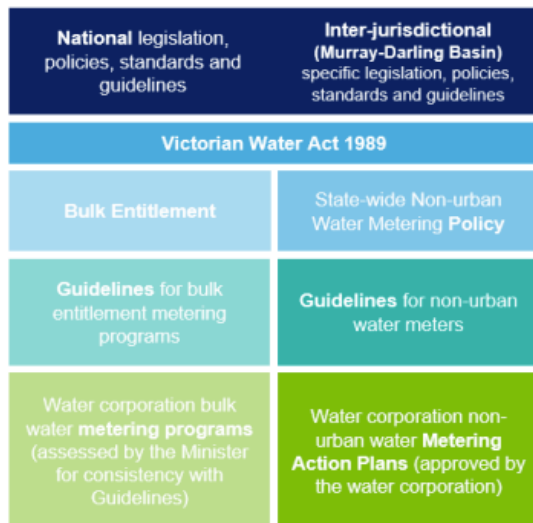 National legislation,
policies, standards and
guidelines
Inter-jurisdictional
(Murray-Darling Basin)
specific legislation, policies,
standards and guidelines
Victorian Water Act 1989
Bulk Entitlement
State-wide Non-urban
Water Metering Policy
Guidelines for bulk
entitlement metering
programs
Guidelines for non-urban
water meters
Water corporation bulk
water metering programs
(assessed by the Minister
for consistency with
Guidelines)
Water corporation non-
urban water Metering
Action Plans (approved by
the water corporation)